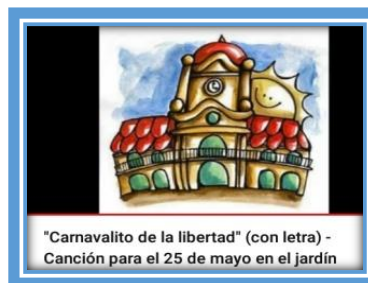 "Carnavalito de la libertad" (con letra) -
Canción para el 25 de mayo en el jardín